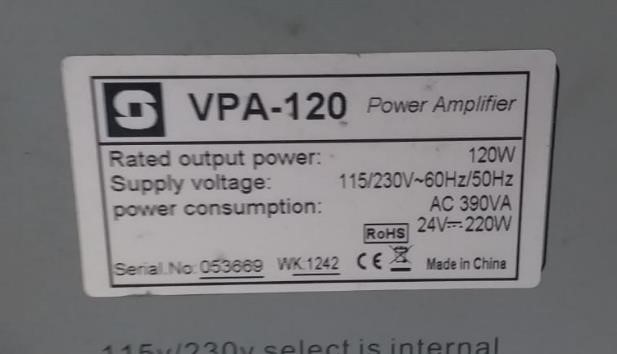 VPA-120 Power Amplifier
Rated output power: 120W
Supply voltage: 115/230V~60Hz/50Hz
power consumption: AC 390VA
24V⎓220W
RoHS
Serial.No: 053669 WK:1242 CE Made in China
115v/230v select is internal